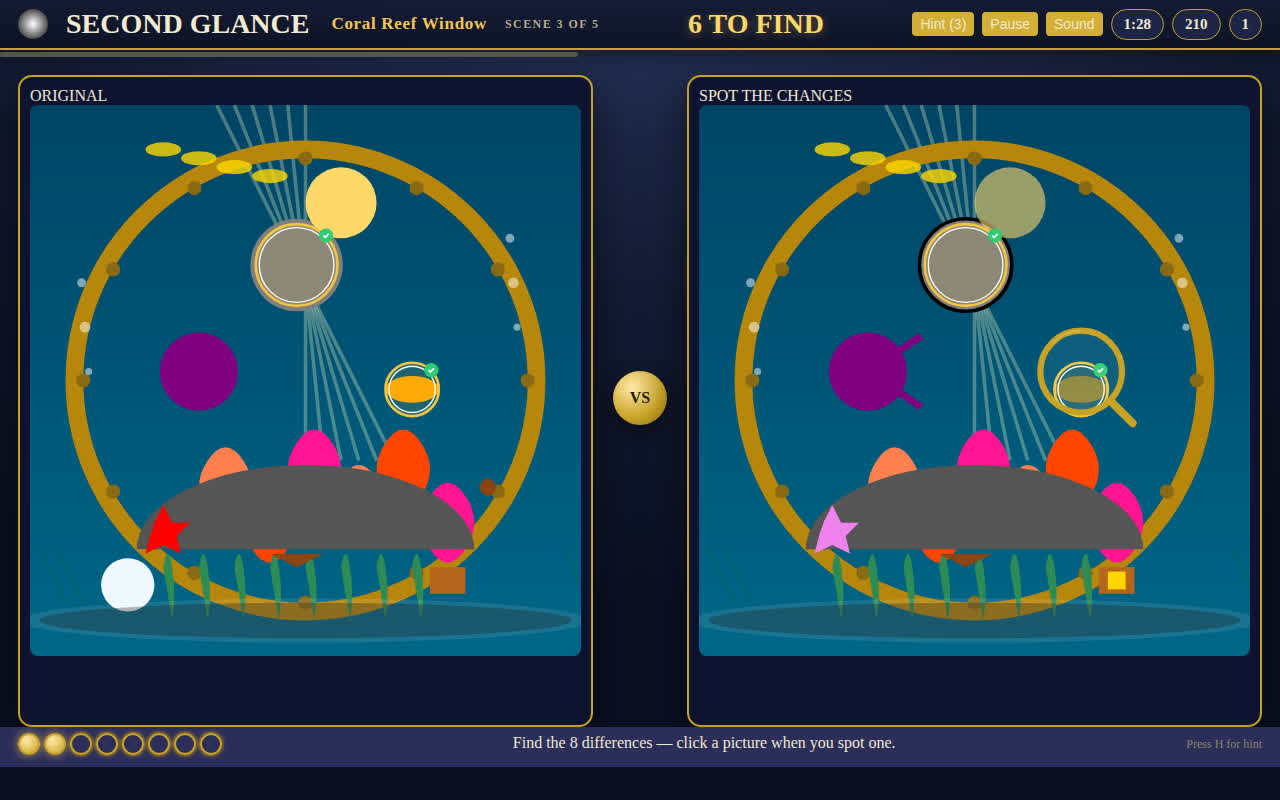 SECOND GLANCE Coral Reef Window SCENE 3 OF 5 6 TO FIND Hint (3) Pause Sound 1:28 210 1
ORIGINAL
SPOT THE CHANGES
VS
Find the 8 differences — click a picture when you spot one.
Press H for hint